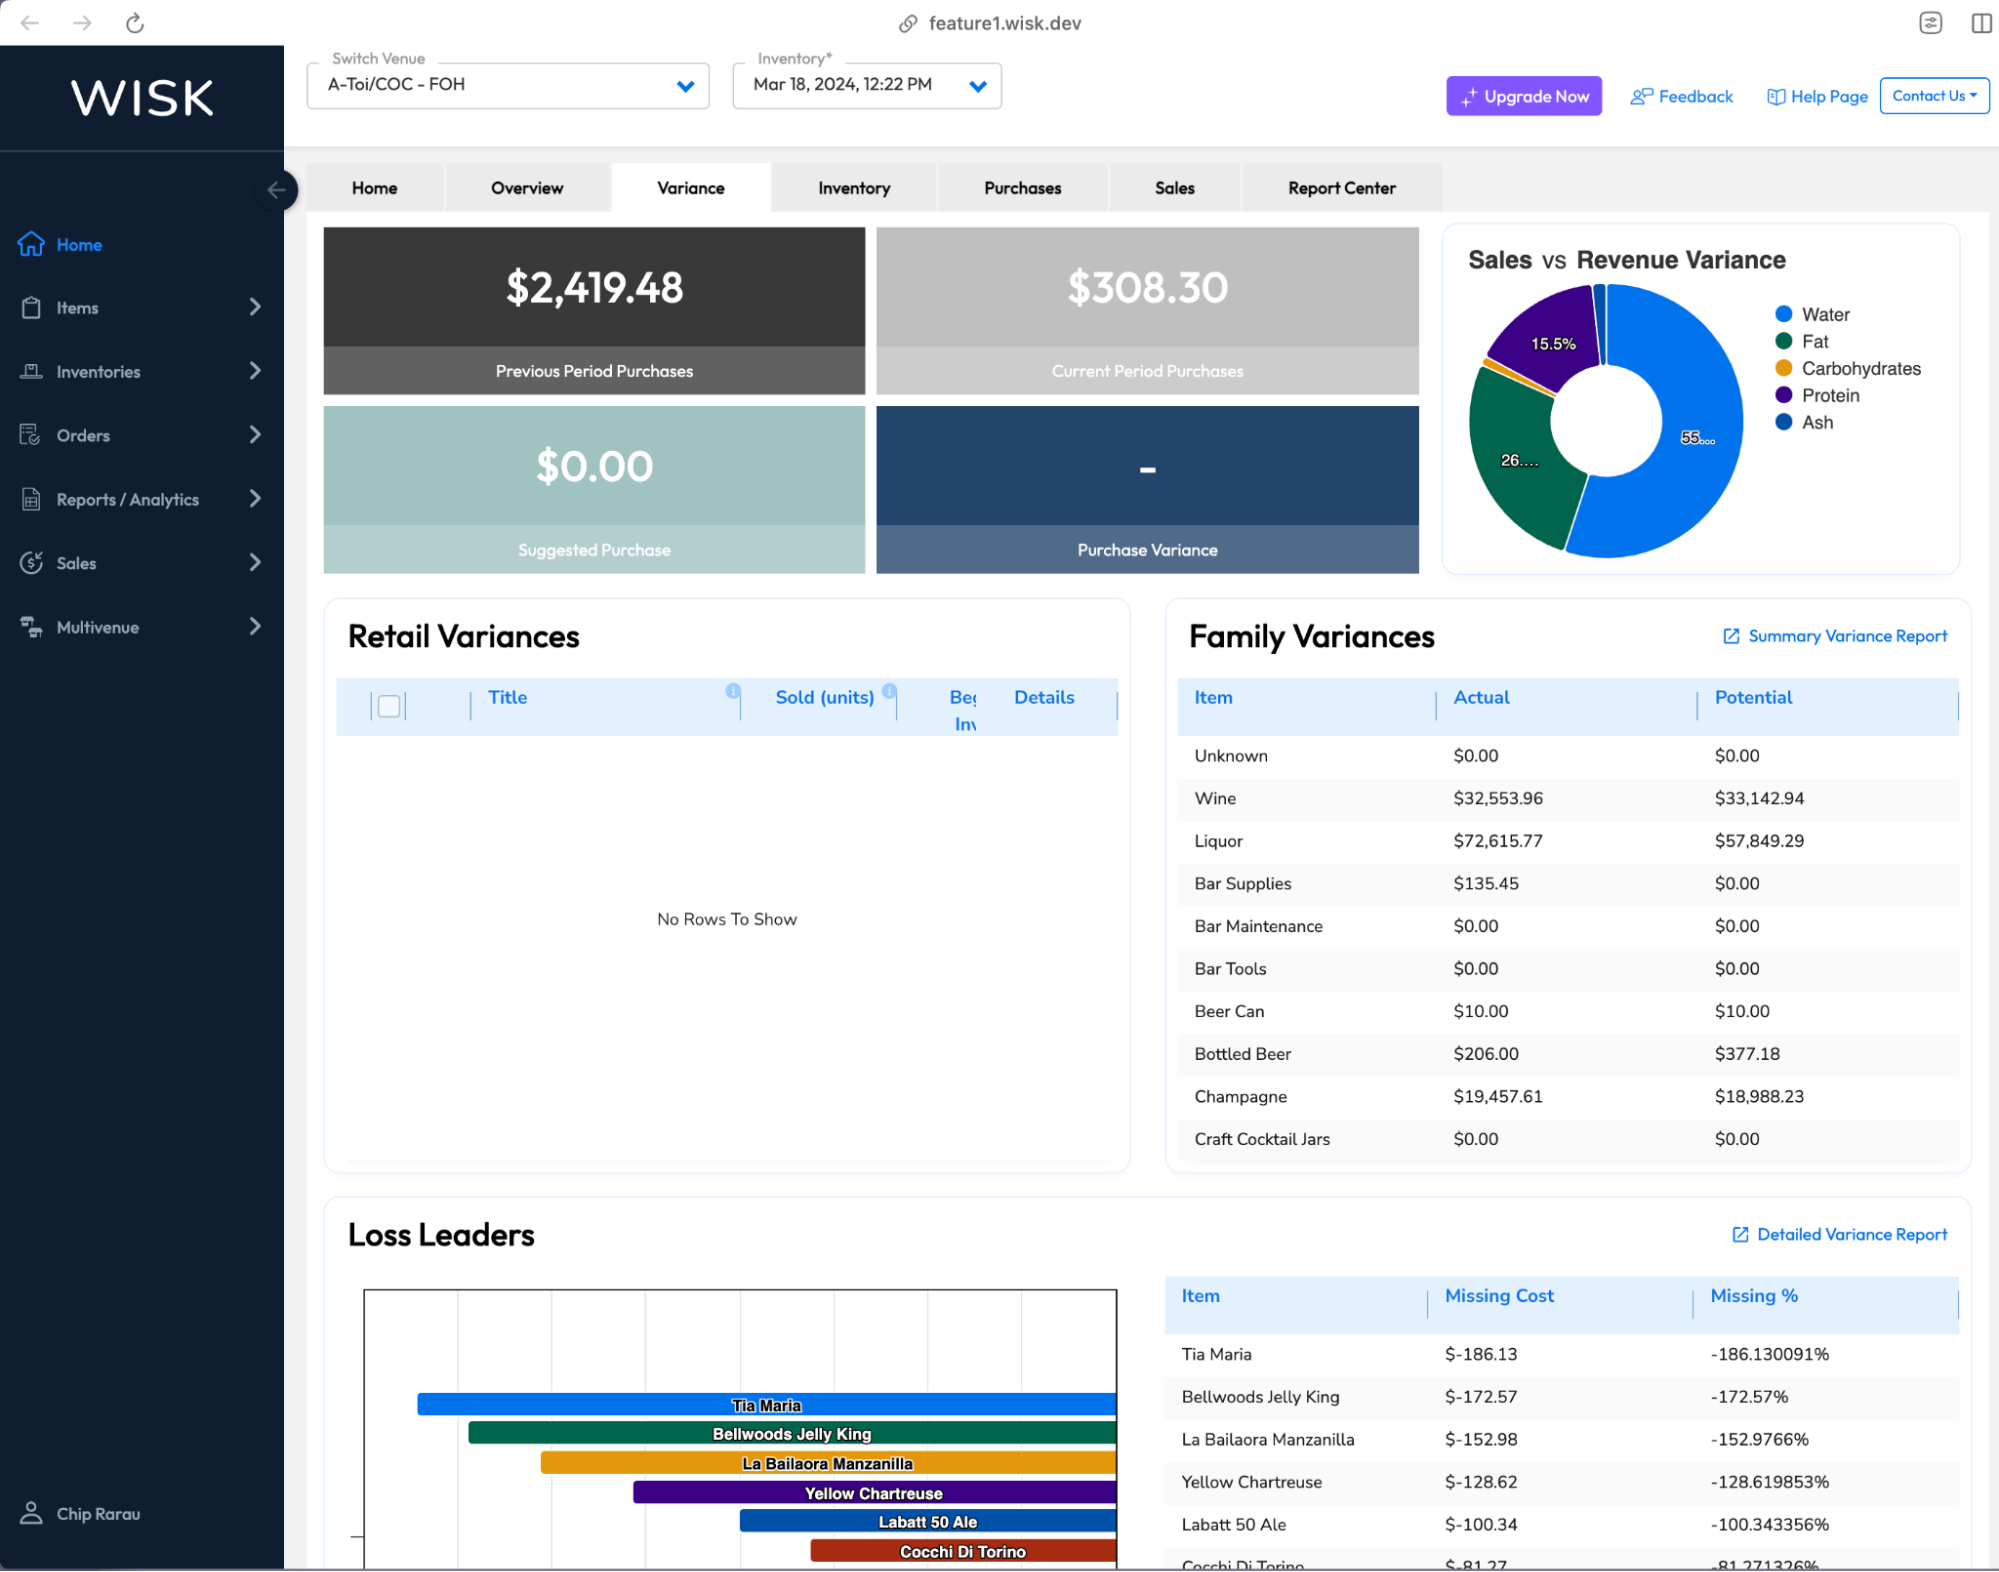 feature1.wisk.dev
WISK
Switch Venue
A-Toi/COC - FOH
Inventory*
Mar 18, 2024, 12:22 PM
Upgrade Now
Feedback
Help Page
Contact Us
Home
Items
Inventories
Orders
Reports / Analytics
Sales
Multivenue
Chip Rarau
Home Overview Variance Inventory Purchases Sales Report Center
$2,419.48
Previous Period Purchases
$308.30
Current Period Purchases
$0.00
Suggested Purchase
-
Purchase Variance
Sales vs Revenue Variance
15.5%
55...
26....
Water
Fat
Carbohydrates
Protein
Ash
Retail Variances
Title Sold (units) Beg Details
Inv
No Rows To Show
Family Variances
Summary Variance Report
Item Actual Potential
Unknown $0.00 $0.00
Wine $32,553.96 $33,142.94
Liquor $72,615.77 $57,849.29
Bar Supplies $135.45 $0.00
Bar Maintenance $0.00 $0.00
Bar Tools $0.00 $0.00
Beer Can $10.00 $10.00
Bottled Beer $206.00 $377.18
Champagne $19,457.61 $18,988.23
Craft Cocktail Jars $0.00 $0.00
Loss Leaders
Detailed Variance Report
Tia Maria
Bellwoods Jelly King
La Bailaora Manzanilla
Yellow Chartreuse
Labatt 50 Ale
Cocchi Di Torino
Item Missing Cost Missing %
Tia Maria $-186.13 -186.130091%
Bellwoods Jelly King $-172.57 -172.57%
La Bailaora Manzanilla $-152.98 -152.9766%
Yellow Chartreuse $-128.62 -128.619853%
Labatt 50 Ale $-100.34 -100.343356%
Cocchi Di Torino $-81.27 -81.271326%